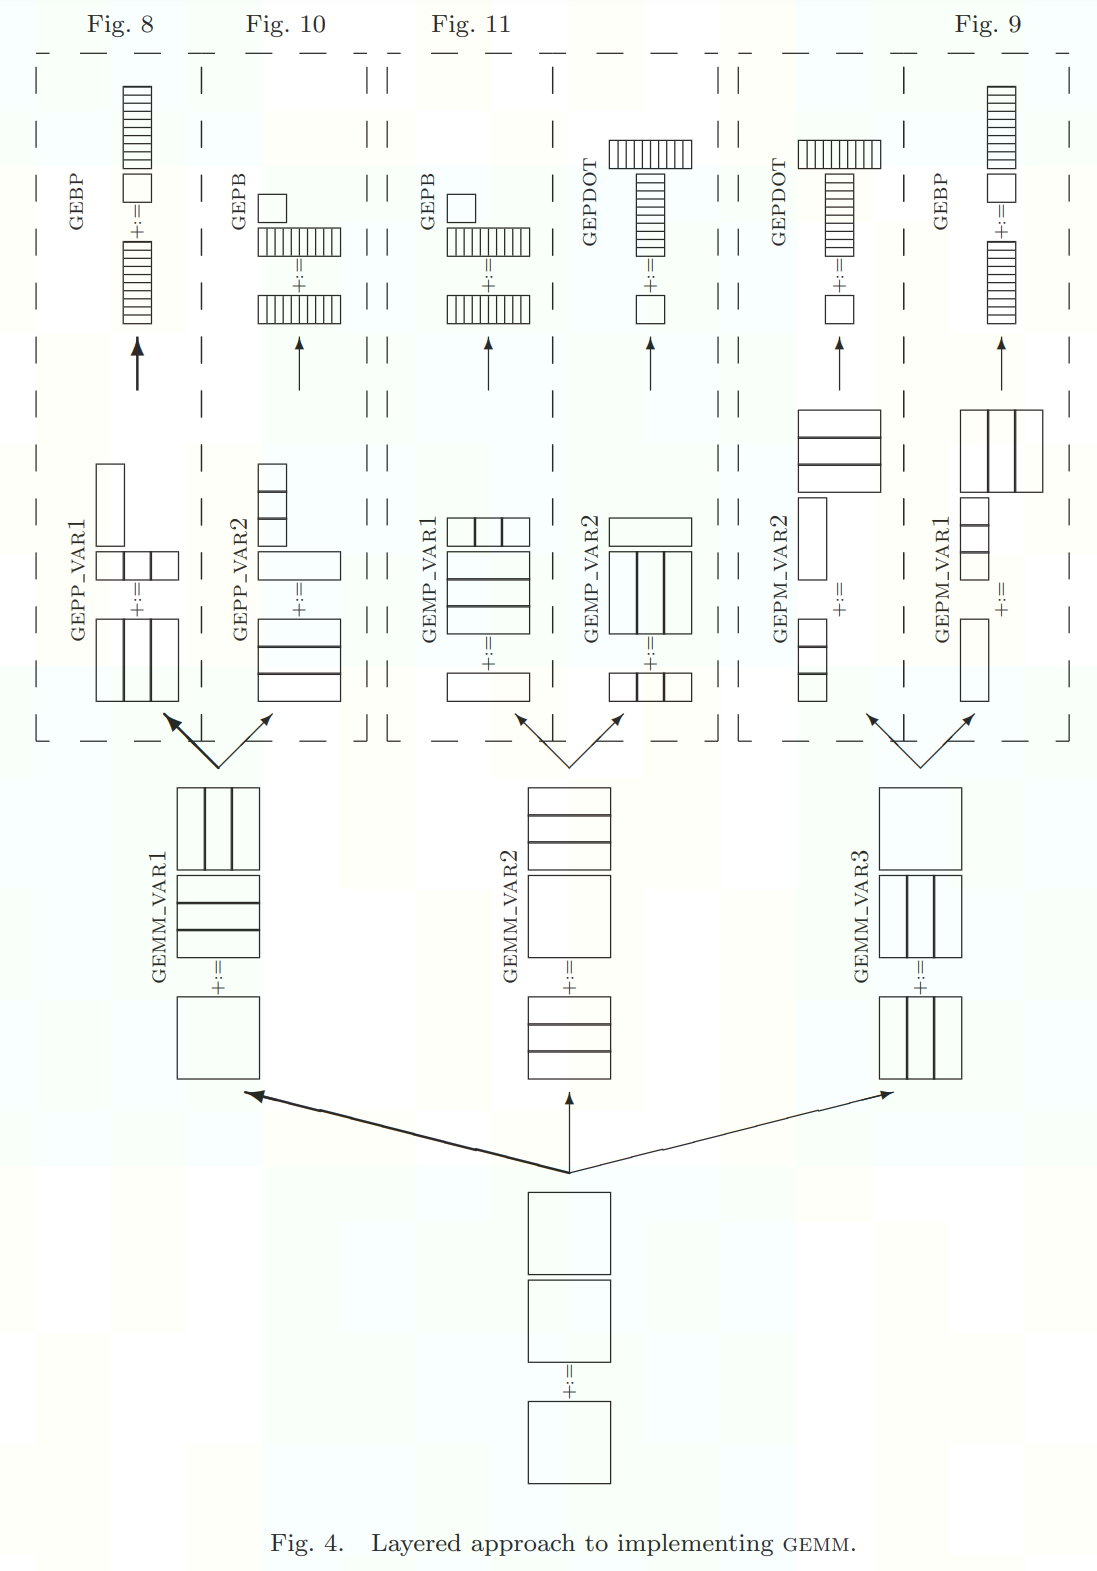 Fig. 8 Fig. 10 Fig. 11 Fig. 9
GEBP
+:=
GEPB
+:=
GEPB
+:=
GEPDOT
+:=
GEPDOT
+:=
GEBP
+:=
GEPP_VAR1
+:=
GEPP_VAR2
+:=
GEMP_VAR1
+:=
GEMP_VAR2
+:=
GEPM_VAR2
+:=
GEPM_VAR1
+:=
GEMM_VAR1
+:=
GEMM_VAR2
+:=
GEMM_VAR3
+:=
+:=
Fig. 4. Layered approach to implementing GEMM.